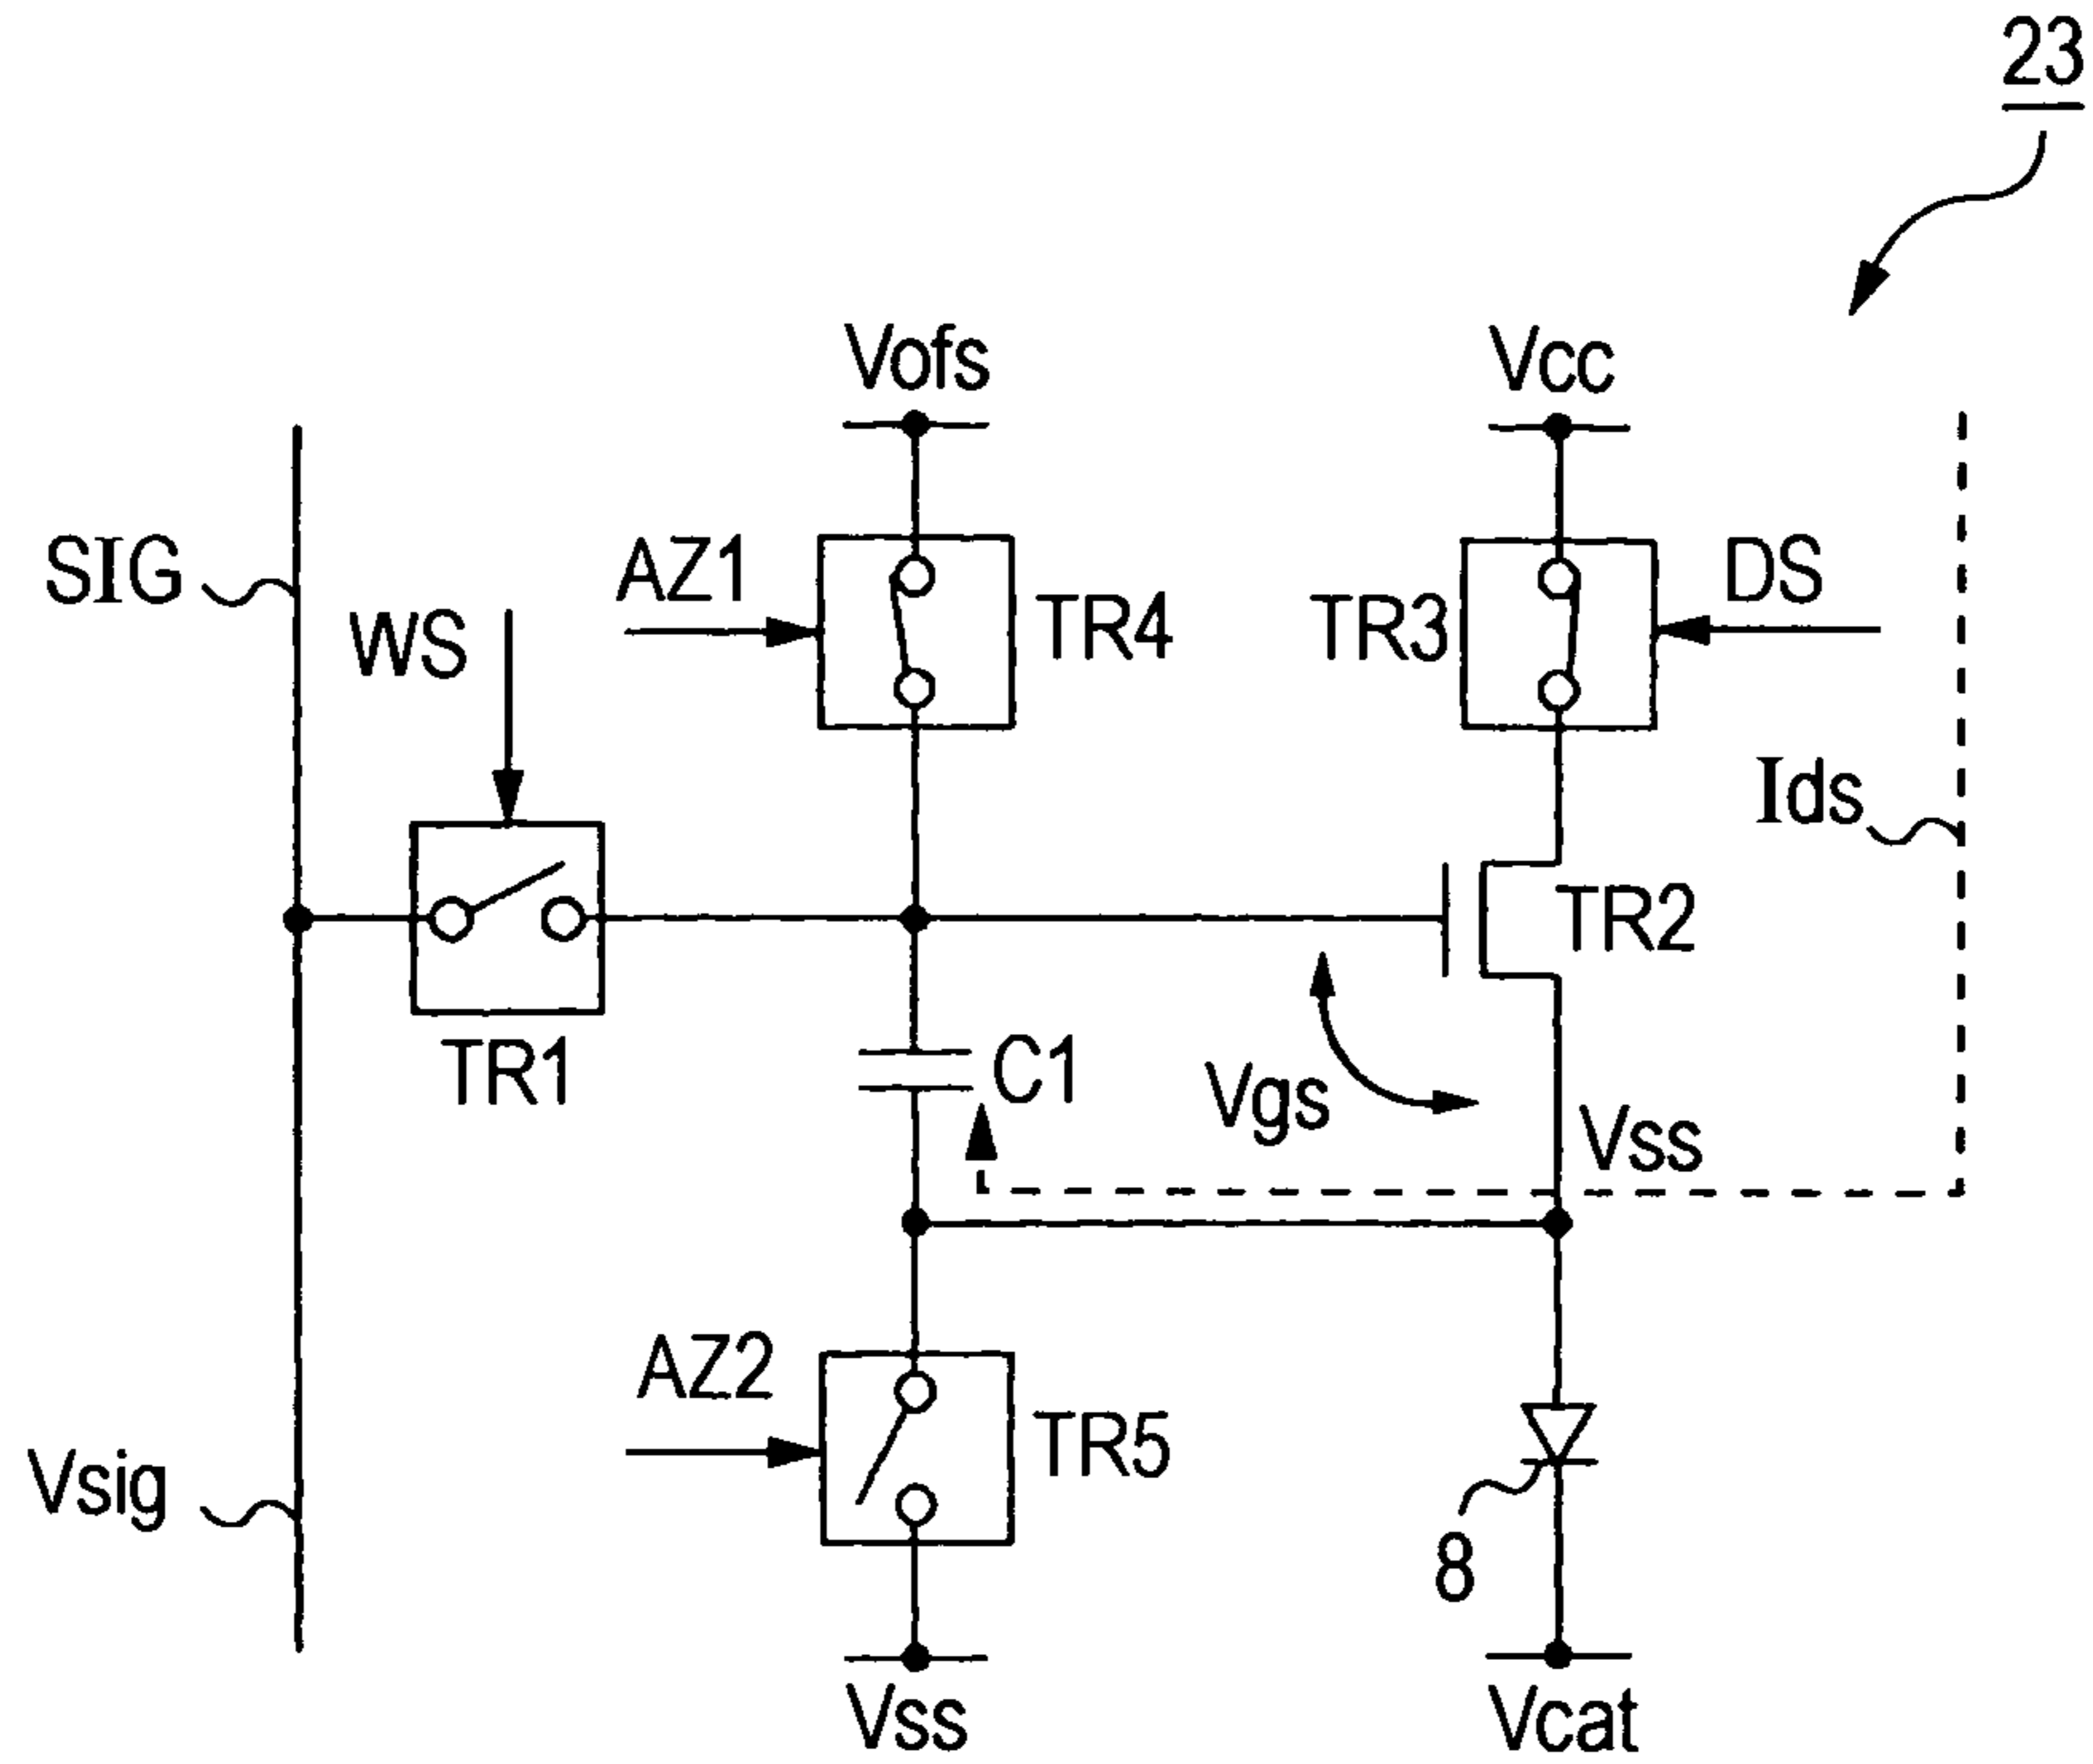 23
Vofs
Vcc
SIG
AZ1
DS
WS
TR4
TR3
Ids
TR2
TR1
C1
Vgs
Vss
AZ2
TR5
Vsig
8
Vss
Vcat